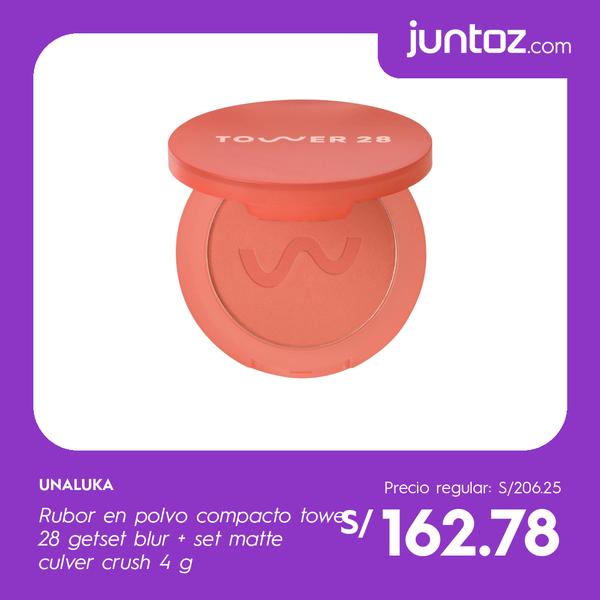 juntoz.com
TOWER 28
UNALUKA
Precio regular: S/206.25
Rubor en polvo compacto towe
28 getset blur + set matte
culver crush 4 g
S/162.78